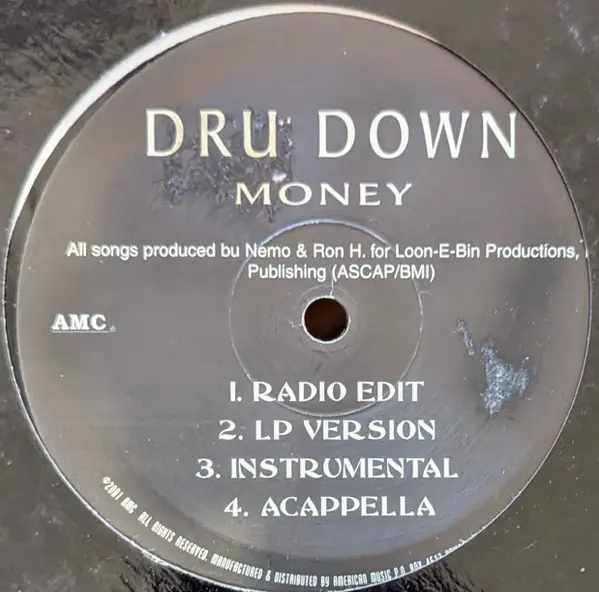 DRU DOWN
MONEY
All songs produced bu Nemo & Ron H. for Loon-E-Bin Productions,
Publishing (ASCAP/BMI)
AMC
1. RADIO EDIT
2. LP VERSION
3. INSTRUMENTAL
4. ACAPPELLA
©2001 AMC ALL RIGHTS RESERVED. MANUFACTURED & DISTRIBUTED BY AMERICAN MUSIC P.O. BOX